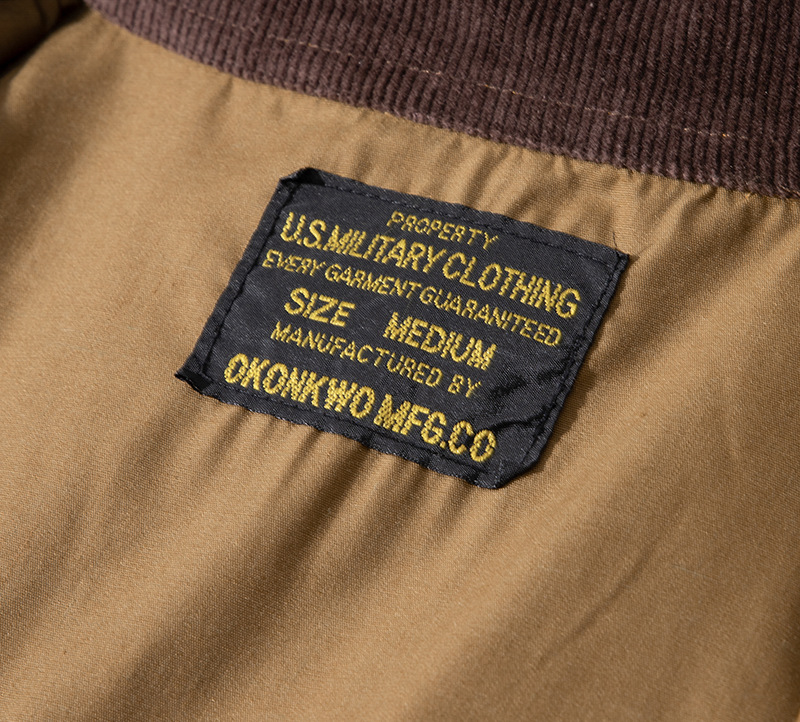 PROPERTY
U.S.MILITARY CLOTHING
EVERY GARMENT GUARANITEED
SIZE MEDIUM
MANUFACTURED BY
OKONKWO MFG.CO